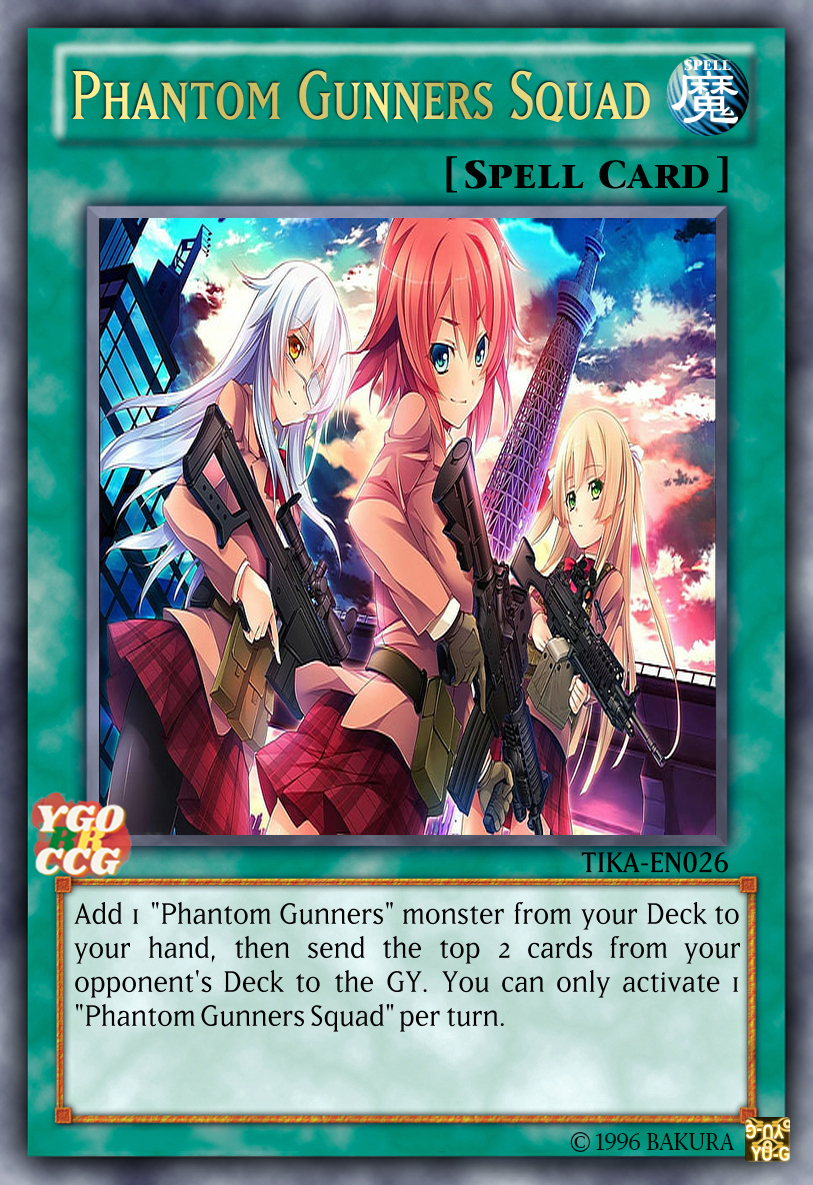 Phantom Gunners Squad
SPELL
魔
[Spell Card]
YGO
BR
CCG
TIKA-EN026
Add 1 "Phantom Gunners" monster from your Deck to
your hand, then send the top 2 cards from your
opponent's Deck to the GY. You can only activate 1
"Phantom Gunners Squad" per turn.
© 1996 BAKURA
YU-G